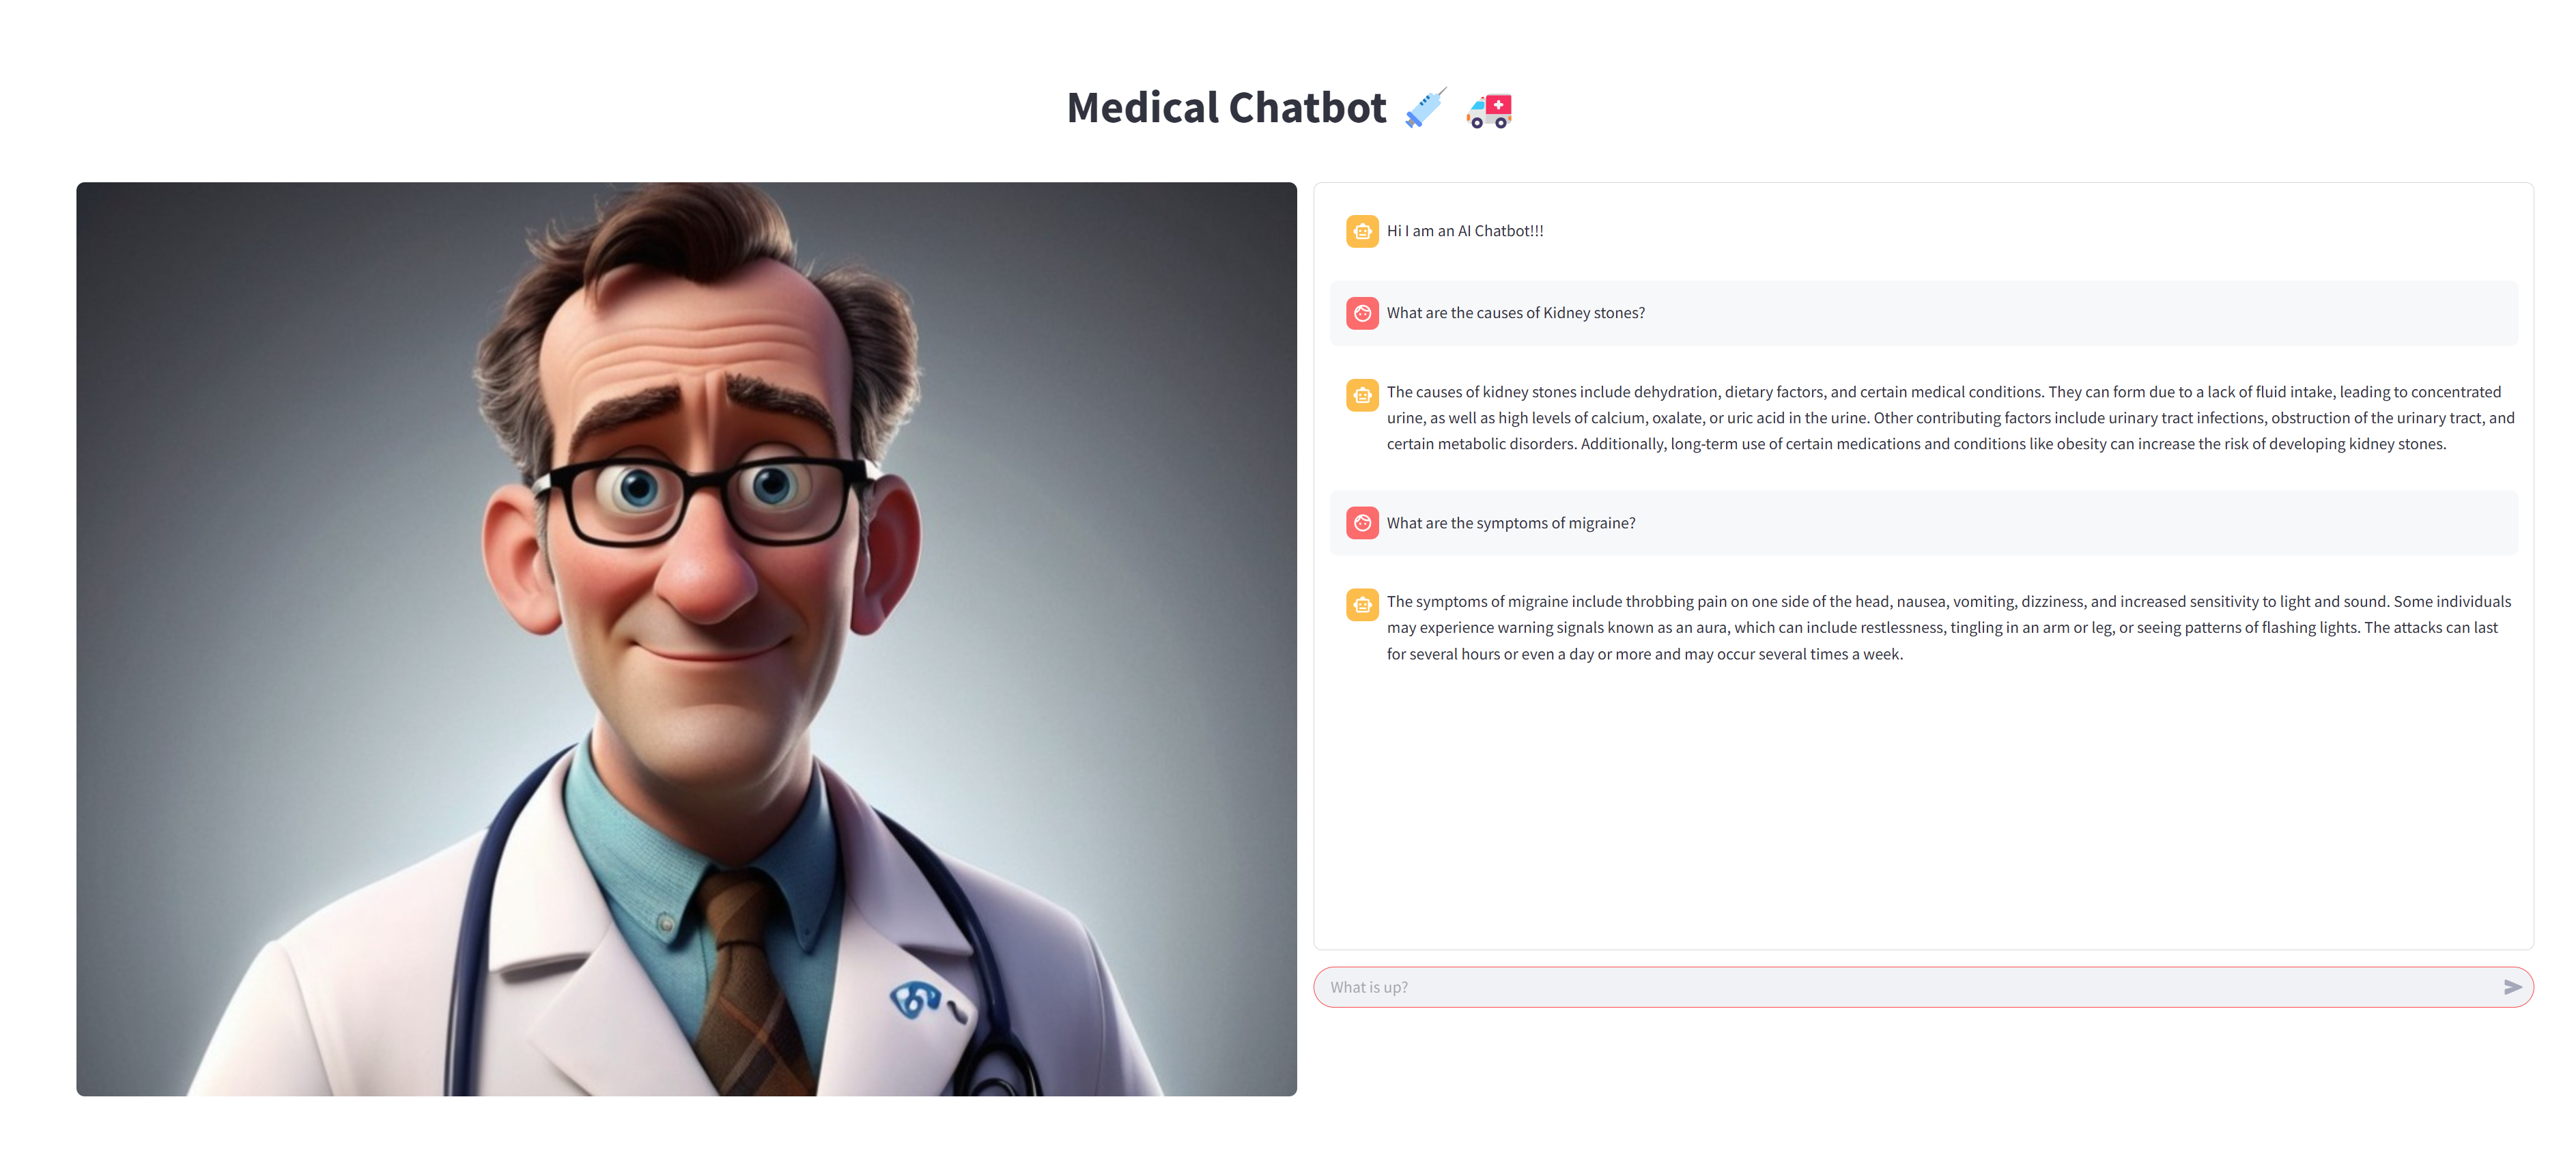 Medical Chatbot 💉 🚑
Hi I am an AI Chatbot!!!
What are the causes of Kidney stones?
The causes of kidney stones include dehydration, dietary factors, and certain medical conditions. They can form due to a lack of fluid intake, leading to concentrated
urine, as well as high levels of calcium, oxalate, or uric acid in the urine. Other contributing factors include urinary tract infections, obstruction of the urinary tract, and
certain metabolic disorders. Additionally, long-term use of certain medications and conditions like obesity can increase the risk of developing kidney stones.
What are the symptoms of migraine?
The symptoms of migraine include throbbing pain on one side of the head, nausea, vomiting, dizziness, and increased sensitivity to light and sound. Some individuals
may experience warning signals known as an aura, which can include restlessness, tingling in an arm or leg, or seeing patterns of flashing lights. The attacks can last
for several hours or even a day or more and may occur several times a week.
What is up?